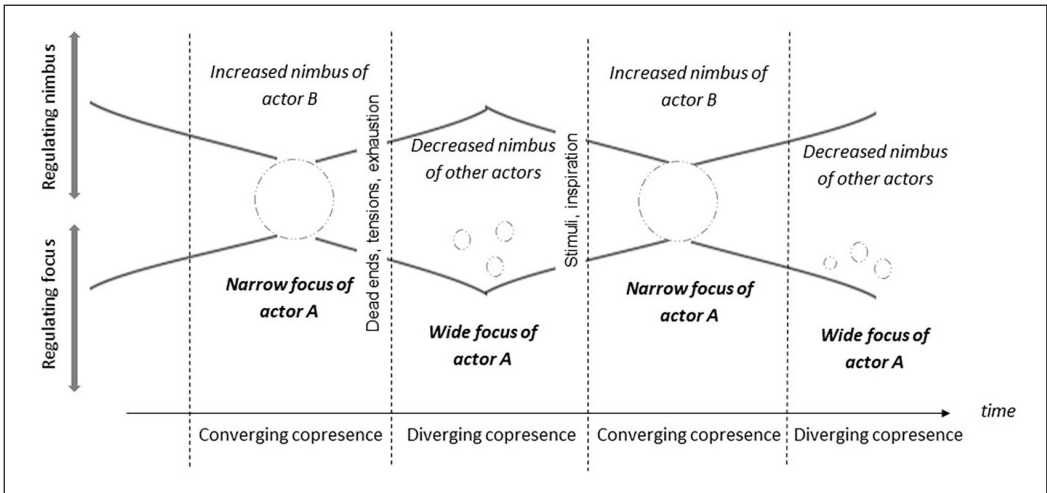 Regulating nimbus
Regulating focus
Increased nimbus of
actor B
Narrow focus of
actor A
Dead ends, tensions, exhaustion
Decreased nimbus
of other actors
Wide focus of
actor A
Stimuli, inspiration
Increased nimbus of
actor B
Narrow focus of
actor A
Decreased nimbus
of other actors
Wide focus of
actor A
time
Converging copresence
Diverging copresence
Converging copresence
Diverging copresence